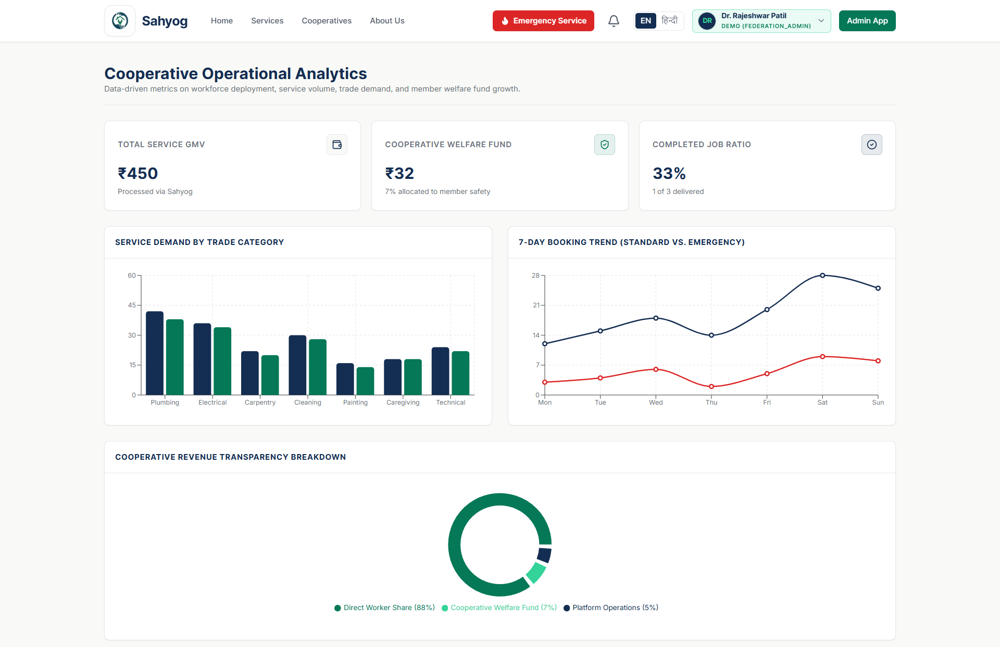 Sahyog
Home
Services
Cooperatives
About Us
Emergency Service
EN
हिन्दी
DR
Dr. Rajeshwar Patil
DEMO (FEDERATION_ADMIN)
Admin App
Cooperative Operational Analytics
Data-driven metrics on workforce deployment, service volume, trade demand, and member welfare fund growth.
TOTAL SERVICE GMV
₹450
Processed via Sahyog
COOPERATIVE WELFARE FUND
₹32
7% allocated to member safety
COMPLETED JOB RATIO
33%
1 of 3 delivered
SERVICE DEMAND BY TRADE CATEGORY
60
45
30
15
0
Plumbing
Electrical
Carpentry
Cleaning
Painting
Caregiving
Technical
7-DAY BOOKING TREND (STANDARD VS. EMERGENCY)
28
21
14
7
0
Mon
Tue
Wed
Thu
Fri
Sat
Sun
COOPERATIVE REVENUE TRANSPARENCY BREAKDOWN
Direct Worker Share (88%)
Cooperative Welfare Fund (7%)
Platform Operations (5%)